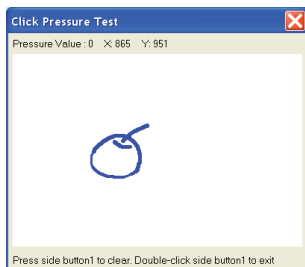 Click Pressure Test
Pressure Value : 0 X: 865 Y: 951
Press side button1 to clear. Double-click side button1 to exit